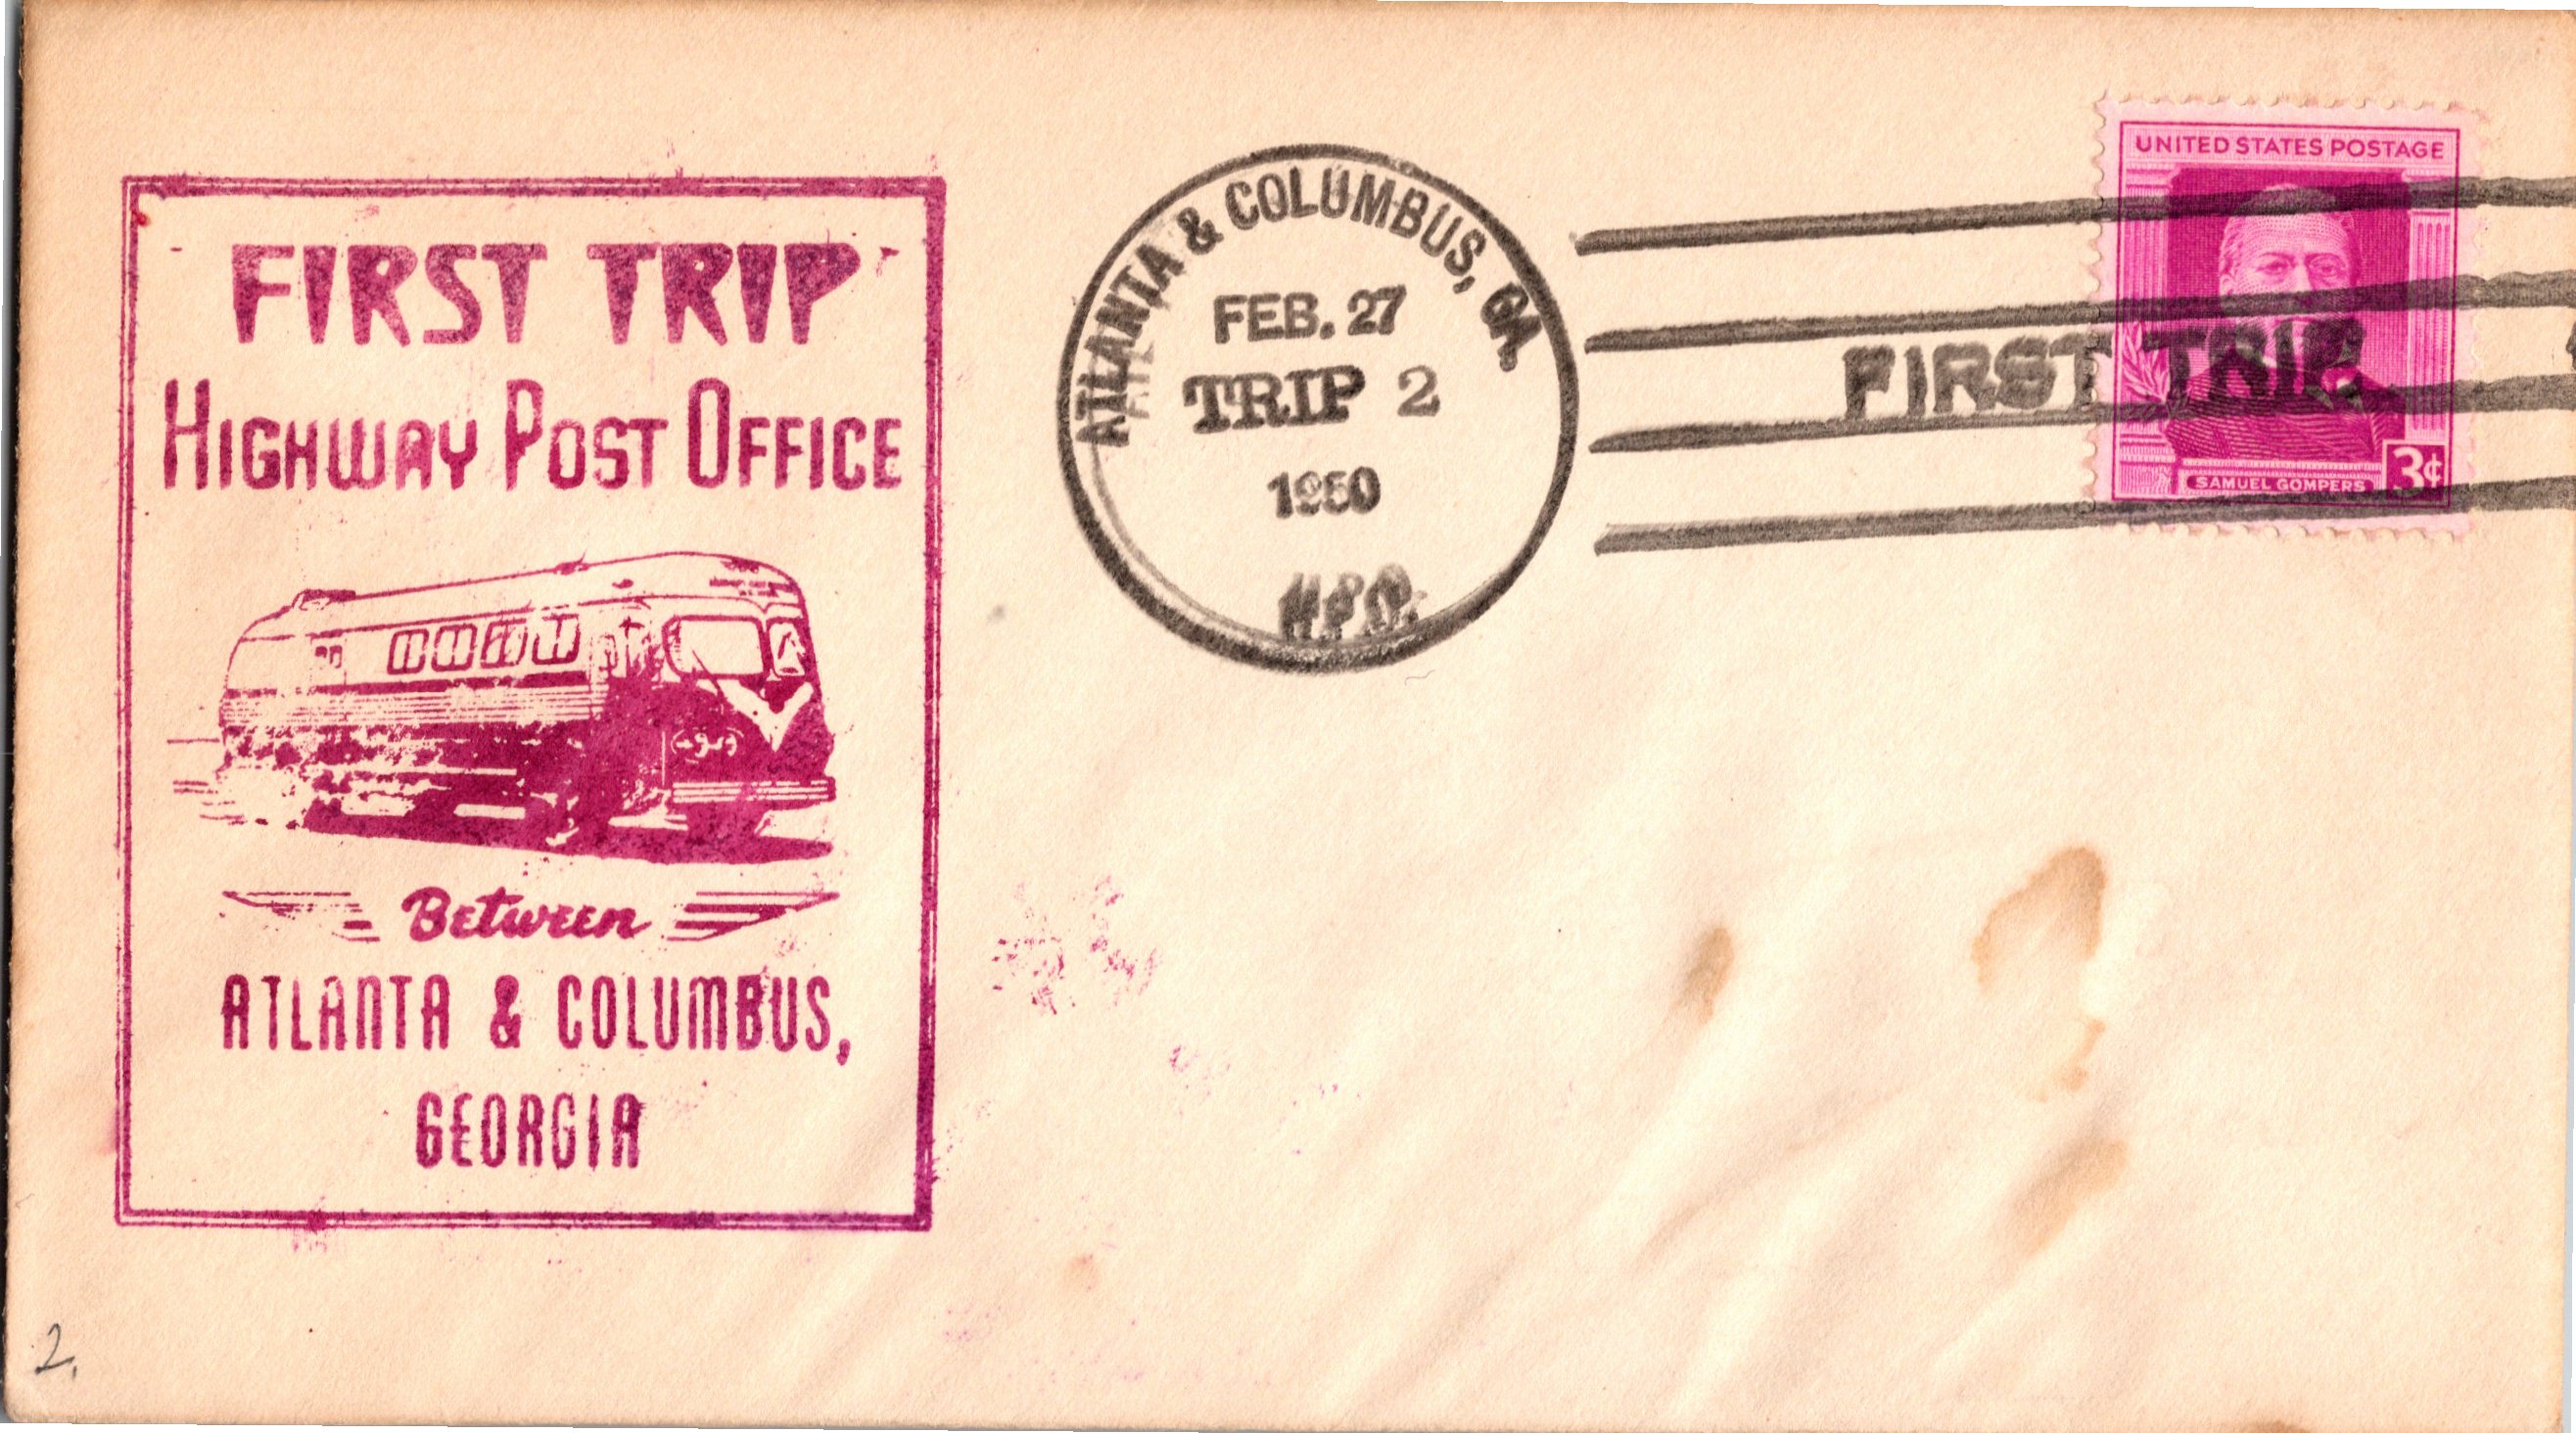 FIRST TRIP
HIGHWAY POST OFFICE
Between
ATLANTA & COLUMBUS,
GEORGIA
ATLANTA & COLUMBUS, GA.
FEB. 27
TRIP 2
1950
H.P.O.
FIRST TRIP
UNITED STATES POSTAGE
SAMUEL GOMPERS
3¢
2.